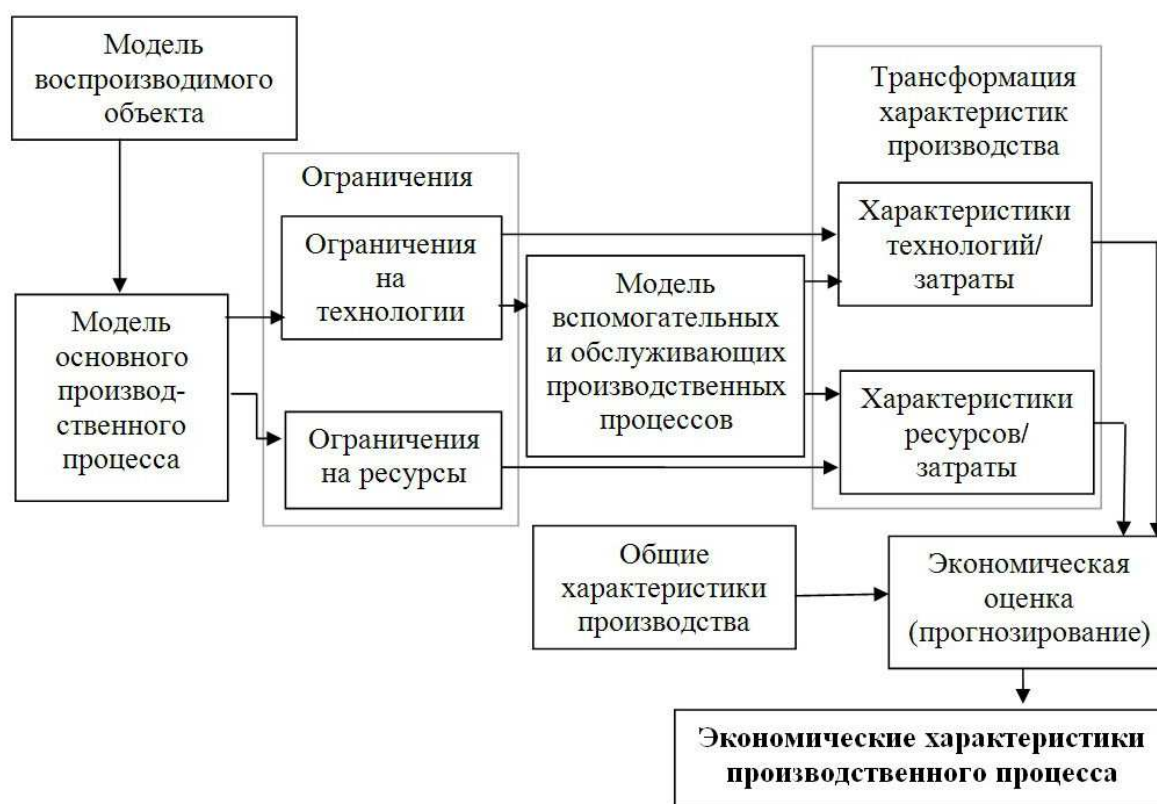 Модель
воспроизводимого
объекта
Трансформация
характеристик
производства
Ограничения
Ограничения
на
технологии
Характеристики
технологий/
затраты
Модель
основного
производ-
ственного
процесса
Модель
вспомогательных
и обслуживающих
производственных
процессов
Ограничения
на ресурсы
Характеристики
ресурсов/
затраты
Общие
характеристики
производства
Экономическая
оценка
(прогнозирование)
Экономические характеристики
производственного процесса